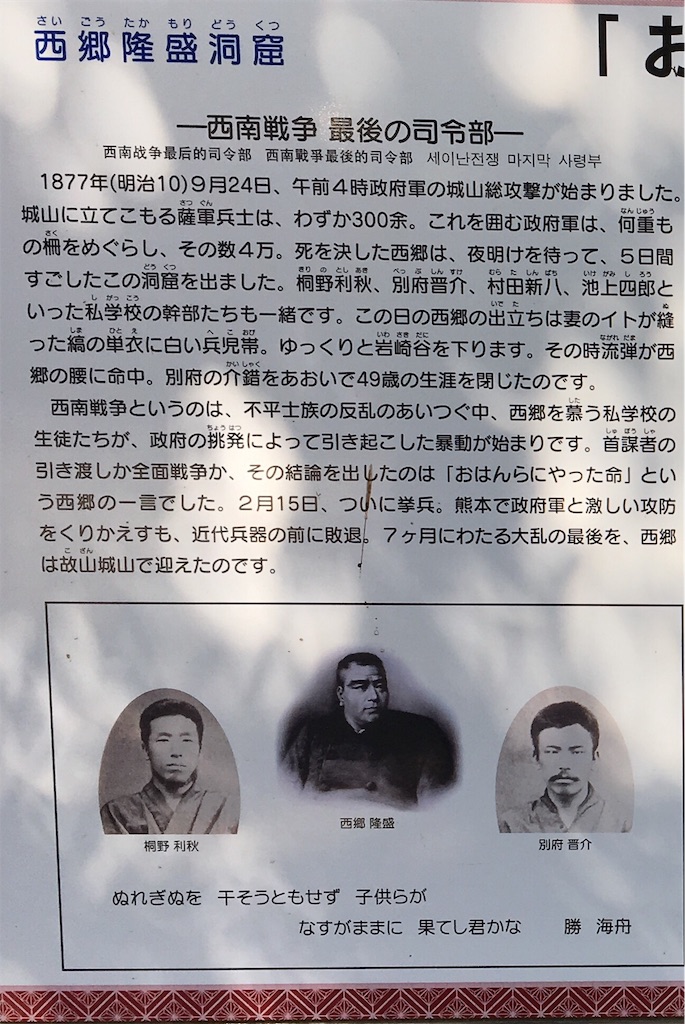 西郷隆盛洞窟
「お
―西南戦争 最後の司令部―
西南战争最后的司令部 西南戰爭最後的司令部 세이난전쟁 마지막 사령부
1877年(明治10)9月24日、午前4時政府軍の城山総攻撃が始まりました。
城山に立てこもる薩軍兵士は、わずか300余。これを囲む政府軍は、何重も
の柵をめぐらし、その数4万。死を決した西郷は、夜明けを待って、5日間
すごしたこの洞窟を出ました。桐野利秋、別府晋介、村田新八、池上四郎と
いった私学校の幹部たちも一緒です。この日の西郷の出立ちは妻のイトが縫
った縞の単衣に白い兵児帯。ゆっくりと岩崎谷を下ります。その時流弾が西
郷の腰に命中。別府の介錯をあおいで49歳の生涯を閉じたのです。
西南戦争というのは、不平士族の反乱のあいつぐ中、西郷を慕う私学校の
生徒たちが、政府の挑発によって引き起こした暴動が始まりです。首謀者の
引き渡しか全面戦争か、その結論を出したのは「おはんらにやった命」とい
う西郷の一言でした。2月15日、ついに挙兵。熊本で政府軍と激しい攻防
をくりかえすも、近代兵器の前に敗退。7ヶ月にわたる大乱の最後を、西郷
は故山城山で迎えたのです。
桐野 利秋
西郷 隆盛
別府 晋介
ぬれぎぬを 干そうともせず 子供らが
なすがままに 果てし君かな 勝 海舟